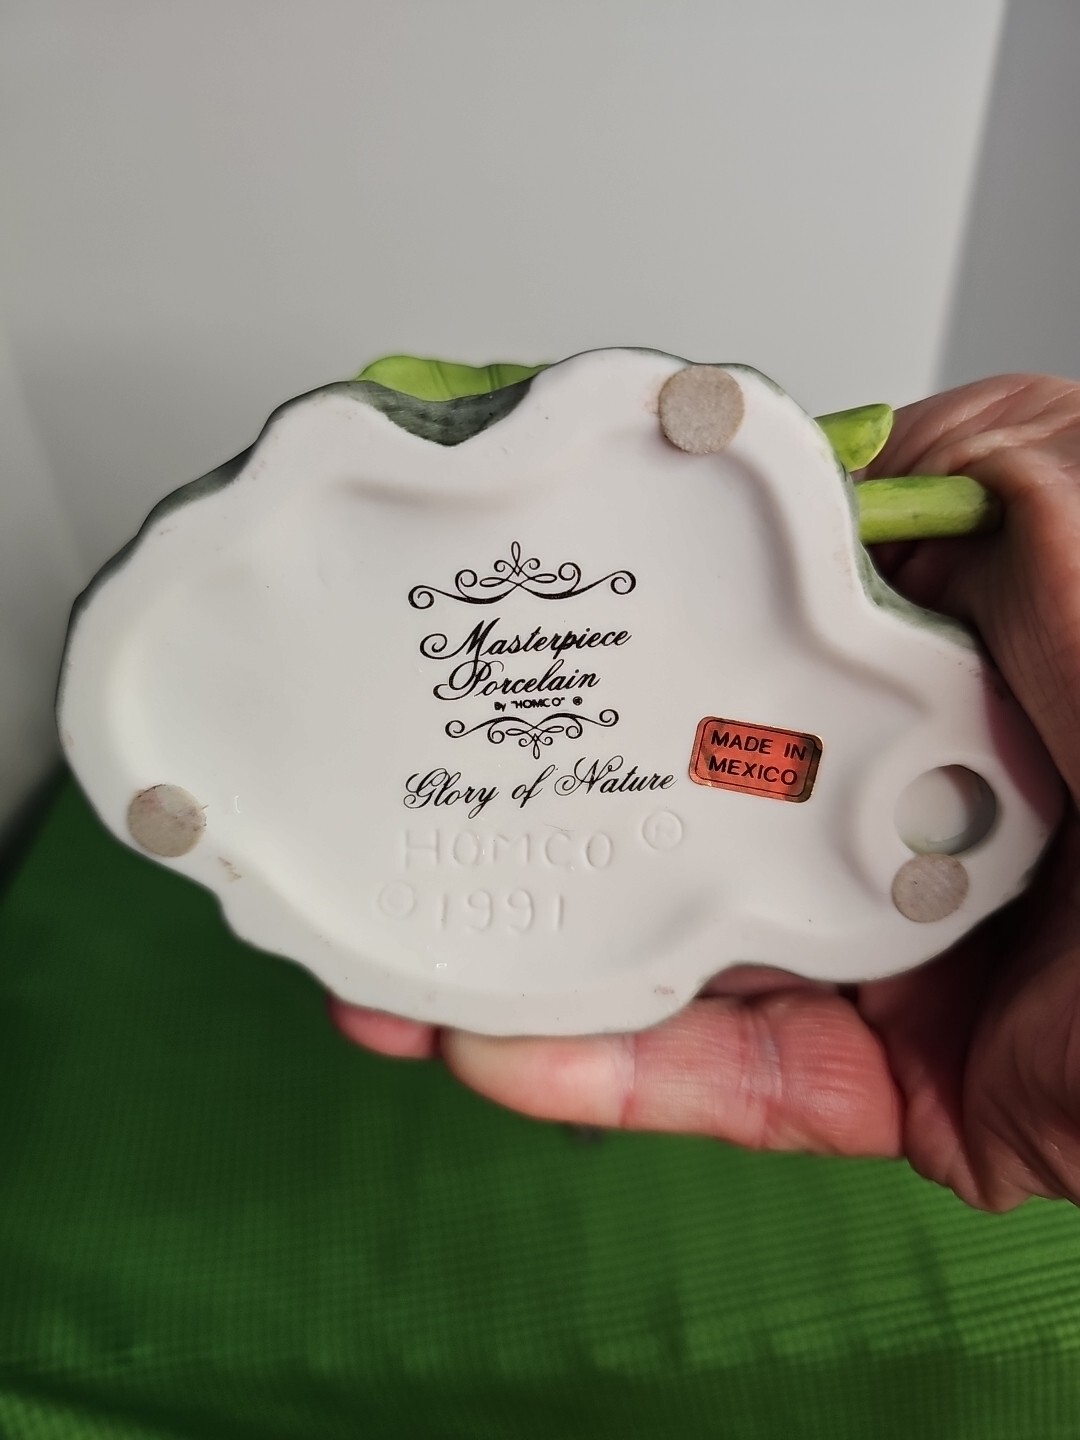 Masterpiece
Porcelain
By "HOMCO" ®
Glory of Nature
MADE IN
MEXICO
HOMCO ®
© 1991